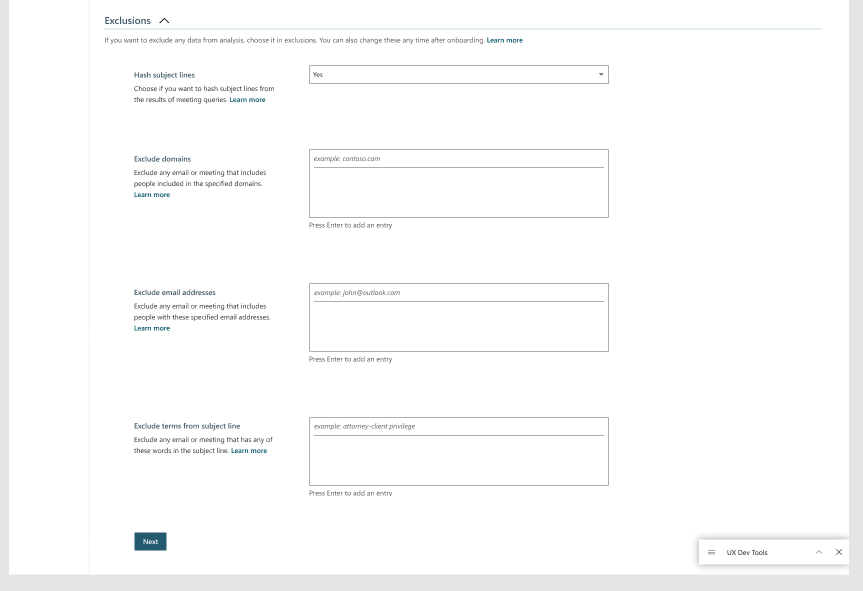 Exclusions
If you want to exclude any data from analysis, choose it in exclusions. You can also change these any time after onboarding. Learn more
Hash subject lines
Yes
Choose if you want to hash subject lines from
the results of meeting queries. Learn more
Exclude domains
example: contoso.com
Exclude any email or meeting that includes
people included in the specified domains.
Learn more
Press Enter to add an entry
Exclude email addresses
example: john@outlook.com
Exclude any email or meeting that includes
people with these specified email addresses.
Learn more
Press Enter to add an entry
Exclude terms from subject line
example: attorney-client privilege
Exclude any email or meeting that has any of
these words in the subject line. Learn more
Press Enter to add an entry
Next
UX Dev Tools